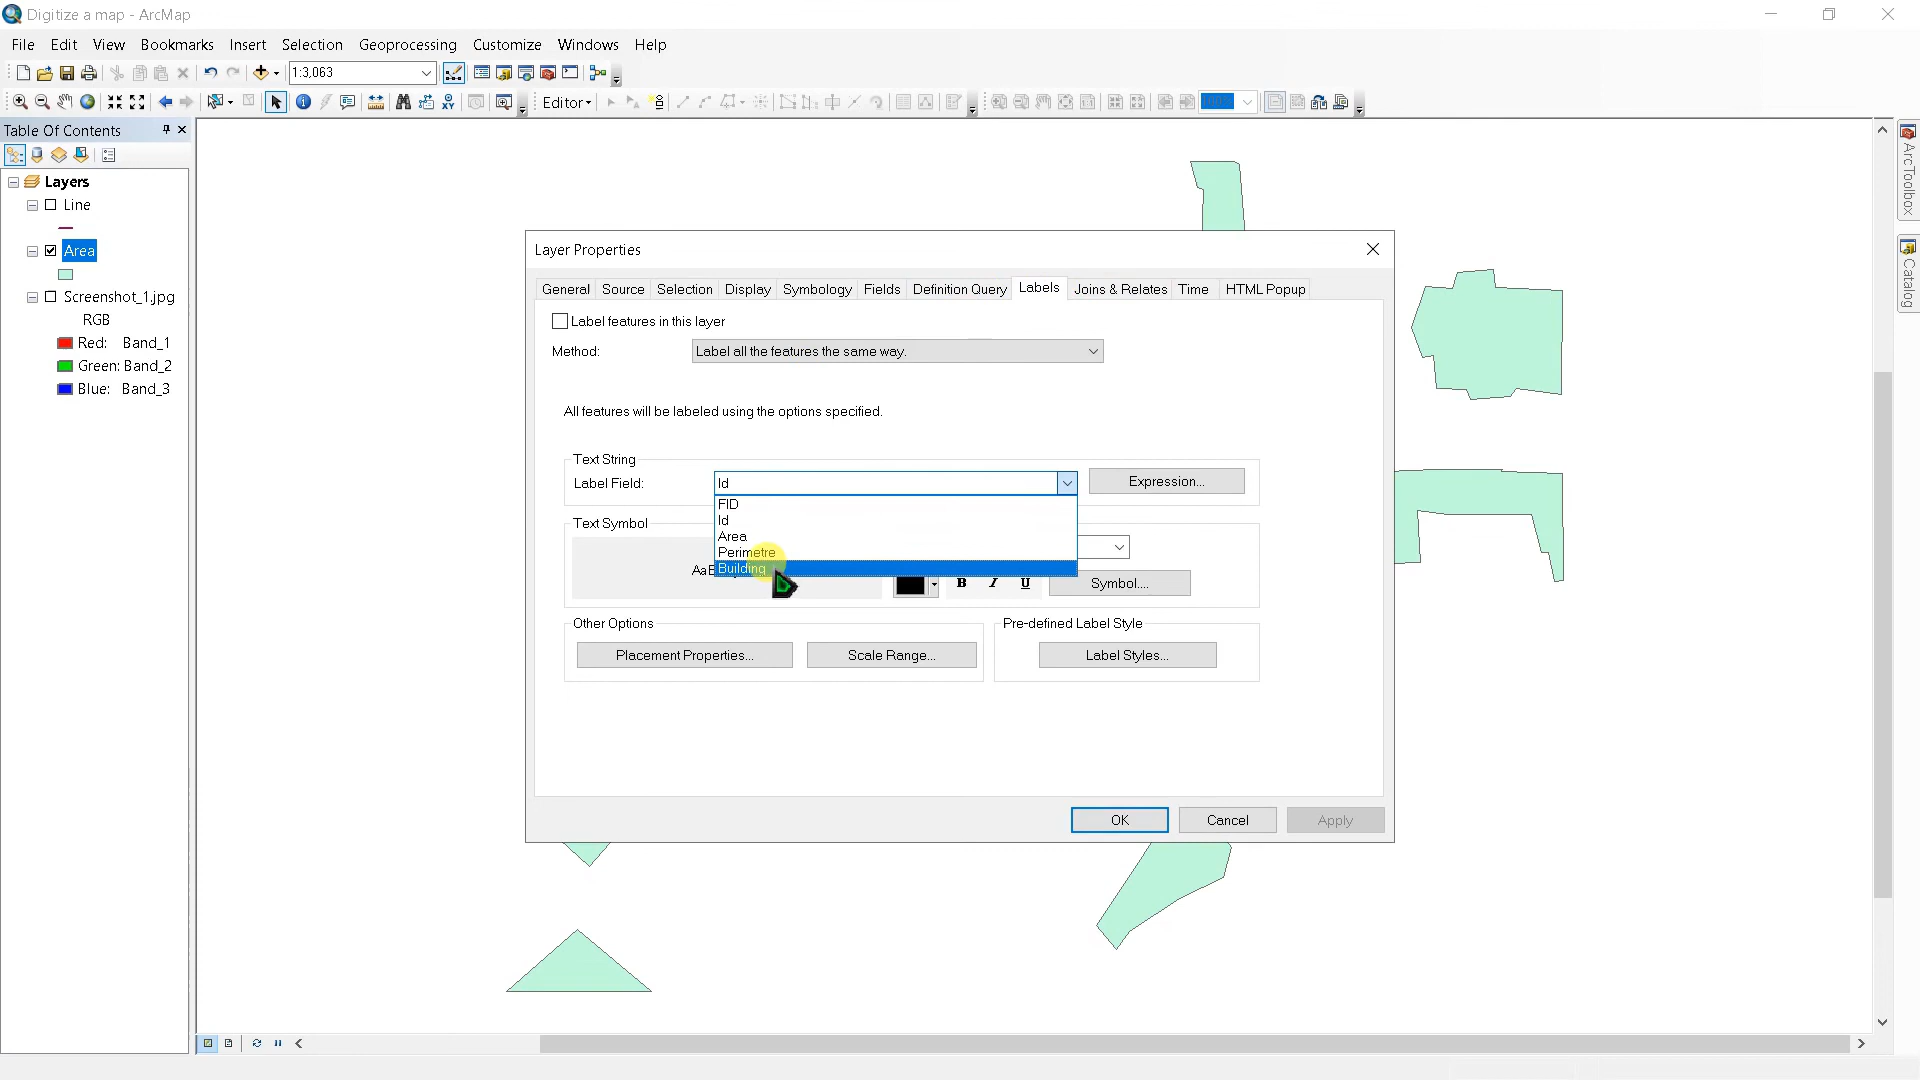 Digitize a map - ArcMap
File Edit View Bookmarks Insert Selection Geoprocessing Customize Windows Help
1:3,063
Editor
100%
Table Of Contents
Layers
Line
Area
Screenshot_1.jpg
RGB
Red: Band_1
Green: Band_2
Blue: Band_3
Layer Properties
General Source Selection Display Symbology Fields Definition Query Labels Joins & Relates Time HTML Popup
Label features in this layer
Method: Label all the features the same way.
All features will be labeled using the options specified.
Text String
Label Field: Id Expression...
FID
Id
Area
Perimetre
Building
Text Symbol
B I U Symbol...
Other Options
Placement Properties... Scale Range...
Pre-defined Label Style
Label Styles...
OK Cancel Apply
ArcToolbox
Catalog